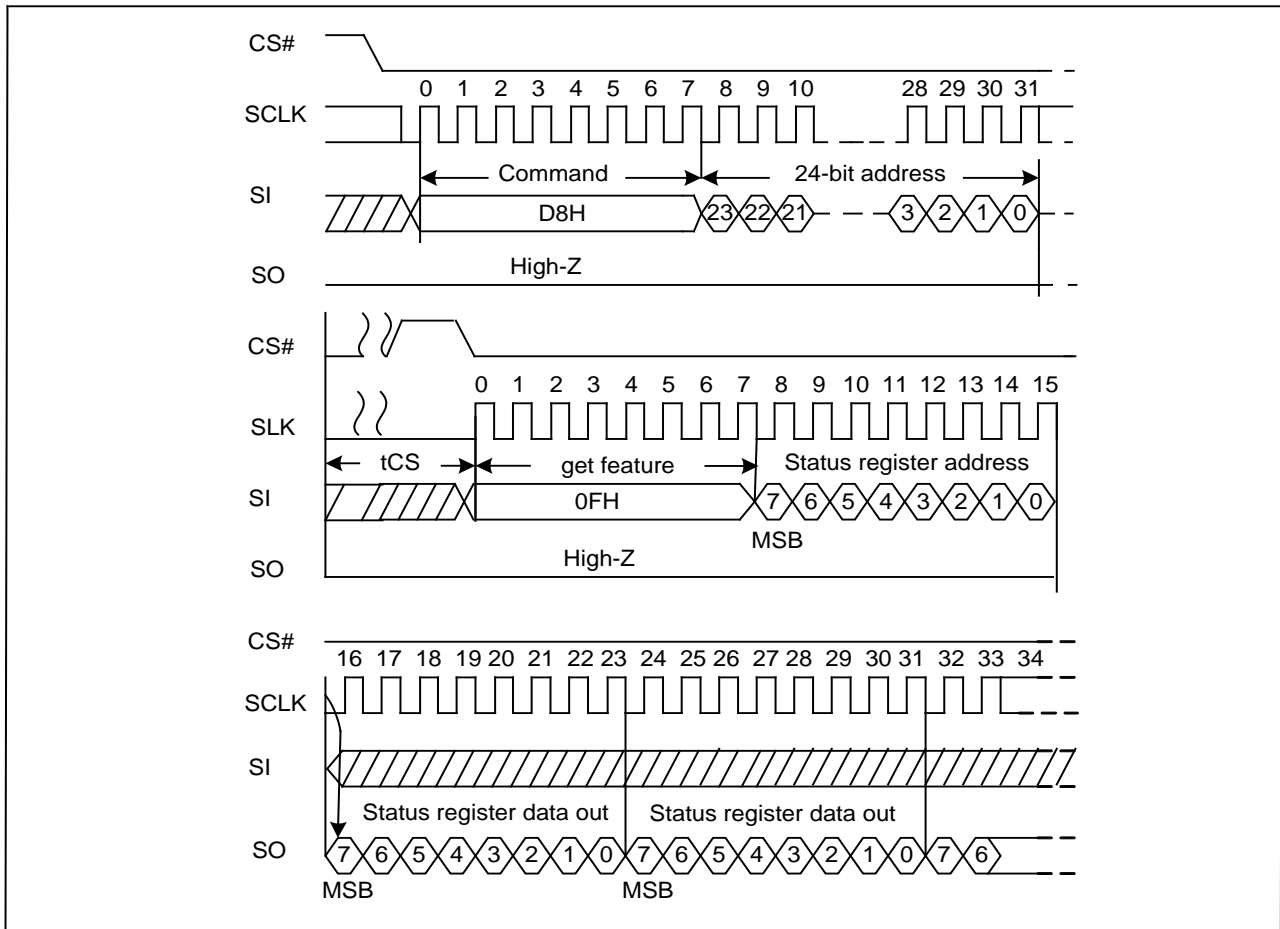 CS#
0 1 2 3 4 5 6 7 8 9 10 28 29 30 31
SCLK
Command 24-bit address
SI
D8H 23 22 21 3 2 1 0
High-Z
SO
CS#
0 1 2 3 4 5 6 7 8 9 10 11 12 13 14 15
SLK
tCS get feature Status register address
SI
0FH 7 6 5 4 3 2 1 0
MSB
High-Z
SO
CS#
16 17 18 19 20 21 22 23 24 25 26 27 28 29 30 31 32 33 34
SCLK
SI
Status register data out Status register data out
SO 7 6 5 4 3 2 1 0 7 6 5 4 3 2 1 0 7 6
MSB MSB